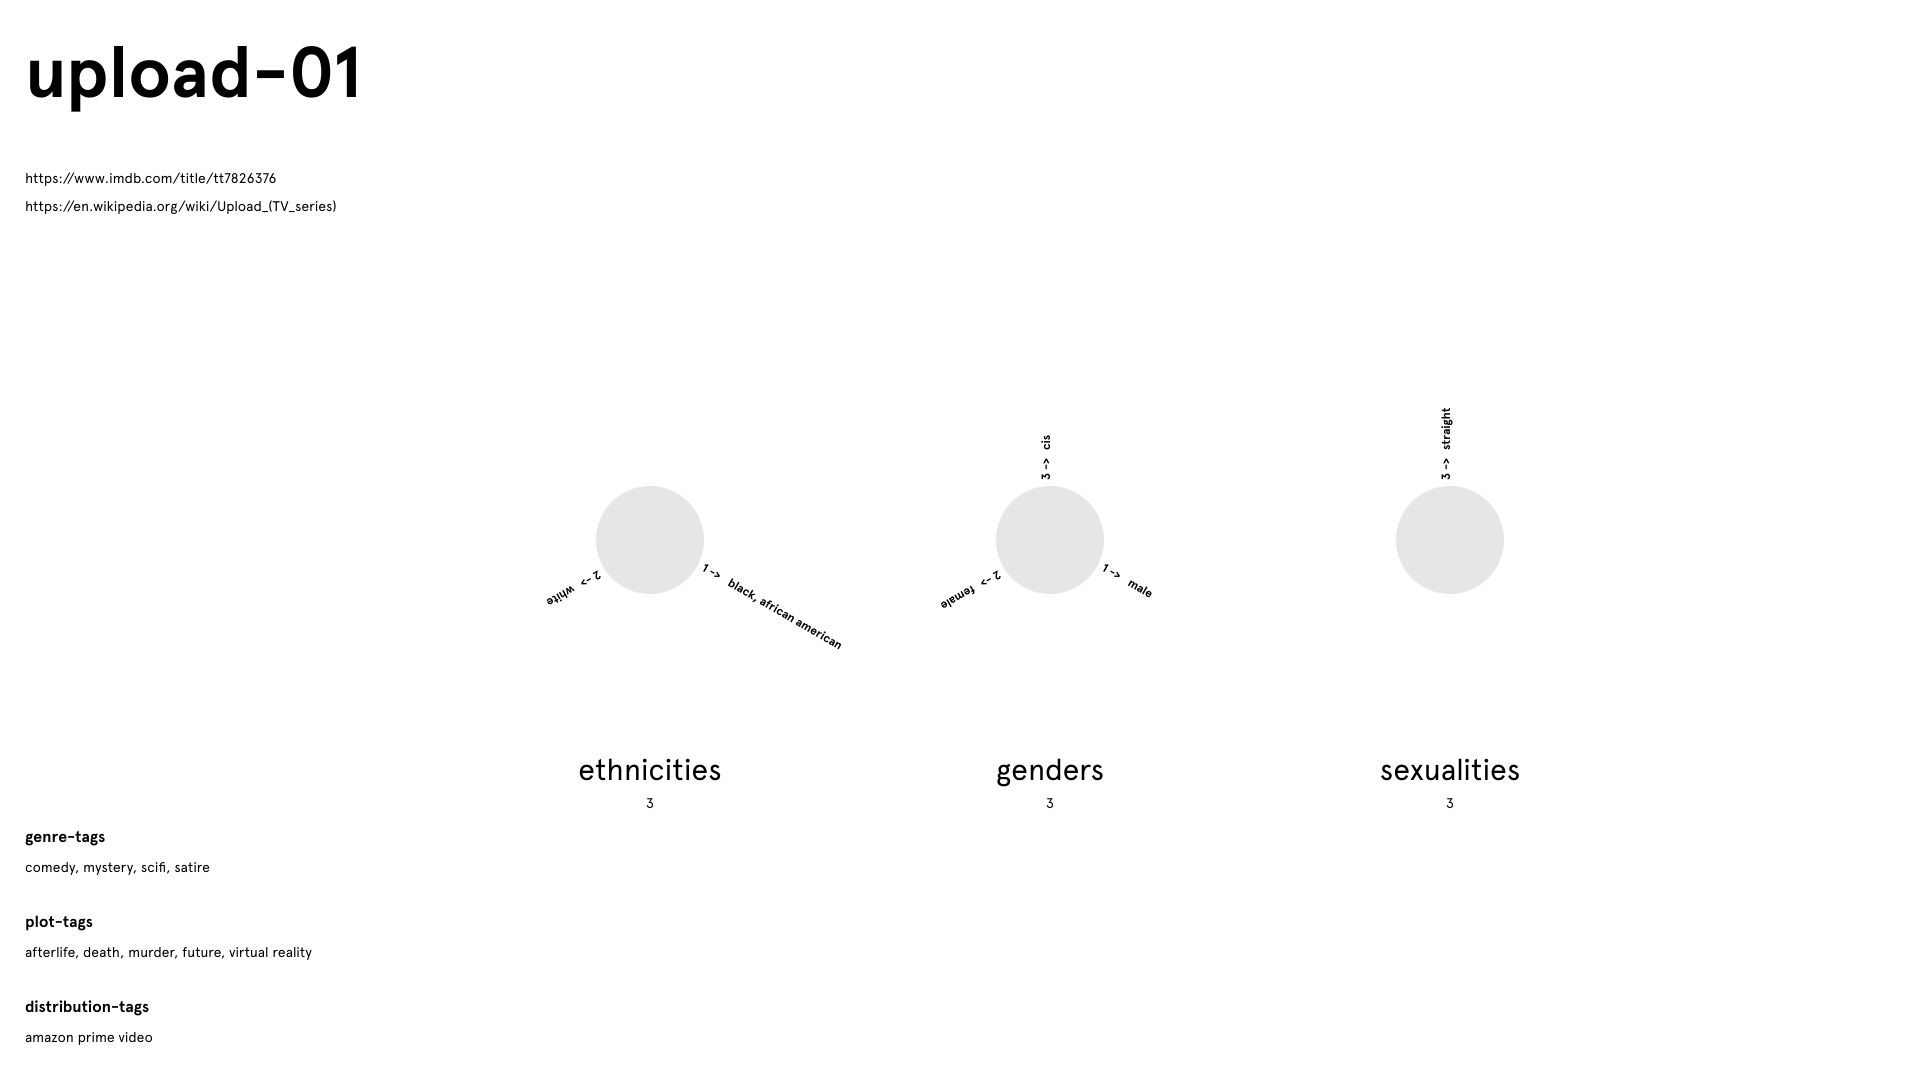 upload-01
https://www.imdb.com/title/tt7826376
https://en.wikipedia.org/wiki/Upload_(TV_series)
2 -> white
1 -> black, african american
ethnicities
3
3 -> cis
2 -> female
1 -> male
genders
3
3 -> straight
sexualities
3
genre-tags
comedy, mystery, scifi, satire
plot-tags
afterlife, death, murder, future, virtual reality
distribution-tags
amazon prime video